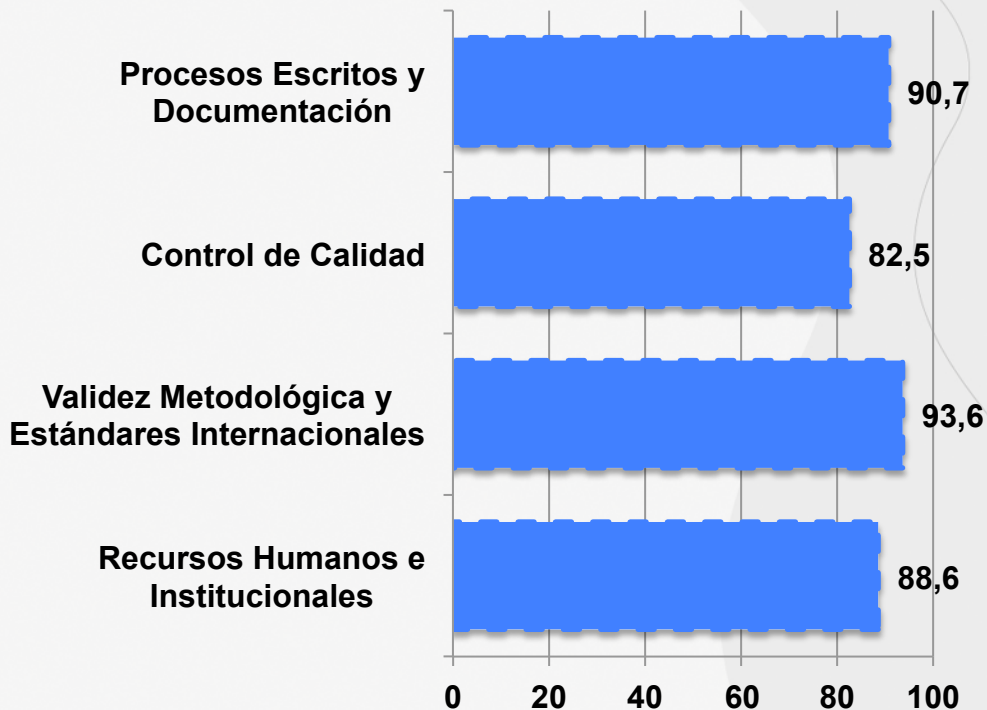 Procesos Escritos y
Documentación
90,7
Control de Calidad
82,5
Validez Metodológica y
Estándares Internacionales
93,6
Recursos Humanos e
Institucionales
88,6
0 20 40 60 80 100